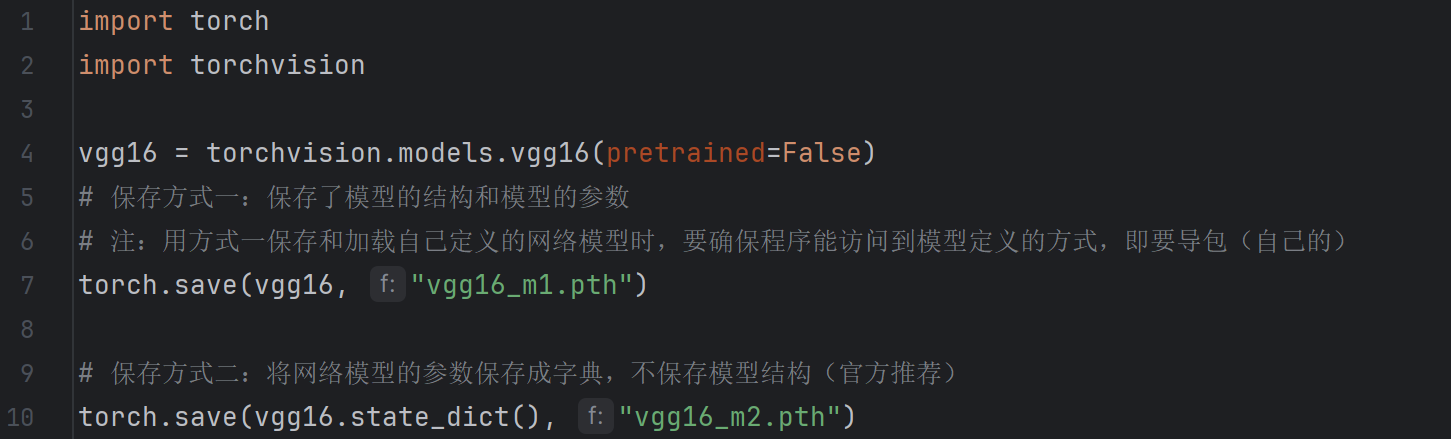 1 import torch
2 import torchvision
3
4 vgg16 = torchvision.models.vgg16(pretrained=False)
5 # 保存方式一：保存了模型的结构和模型的参数
6 # 注：用方式一保存和加载自己定义的网络模型时，要确保程序能访问到模型定义的方式，即要导包（自己的）
7 torch.save(vgg16, f: "vgg16_m1.pth")
8
9 # 保存方式二：将网络模型的参数保存成字典，不保存模型结构（官方推荐）
10 torch.save(vgg16.state_dict(), f: "vgg16_m2.pth")